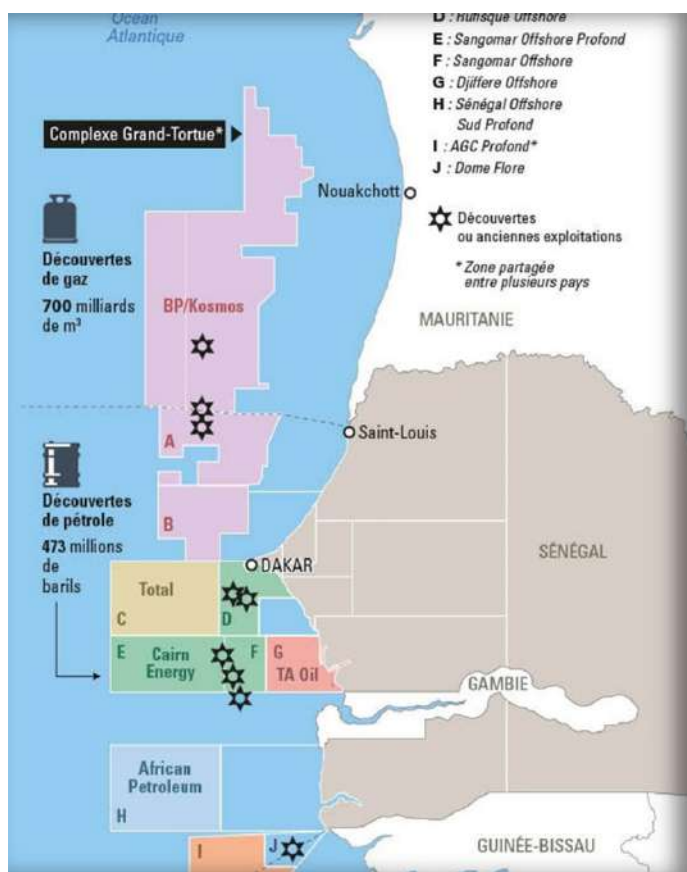 Océan
Atlantique
D : Rufisque Offshore
E : Sangomar Offshore Profond
F : Sangomar Offshore
G : Djiffere Offshore
H : Sénégal Offshore
Sud Profond
I : AGC Profond*
J : Dome Flore
Découvertes
ou anciennes exploitations
* Zone partagée
entre plusieurs pays
Complexe Grand-Tortue*
Nouakchott
Découvertes
de gaz
700 milliards
de m³
BP/Kosmos
MAURITANIE
Saint-Louis
A
Découvertes
de pétrole
473 millions
de
barils
B
SÉNÉGAL
DAKAR
Total
C
D
E
Cairn
Energy
F
G
TA Oil
GAMBIE
African
Petroleum
H
I
J
GUINÉE-BISSAU